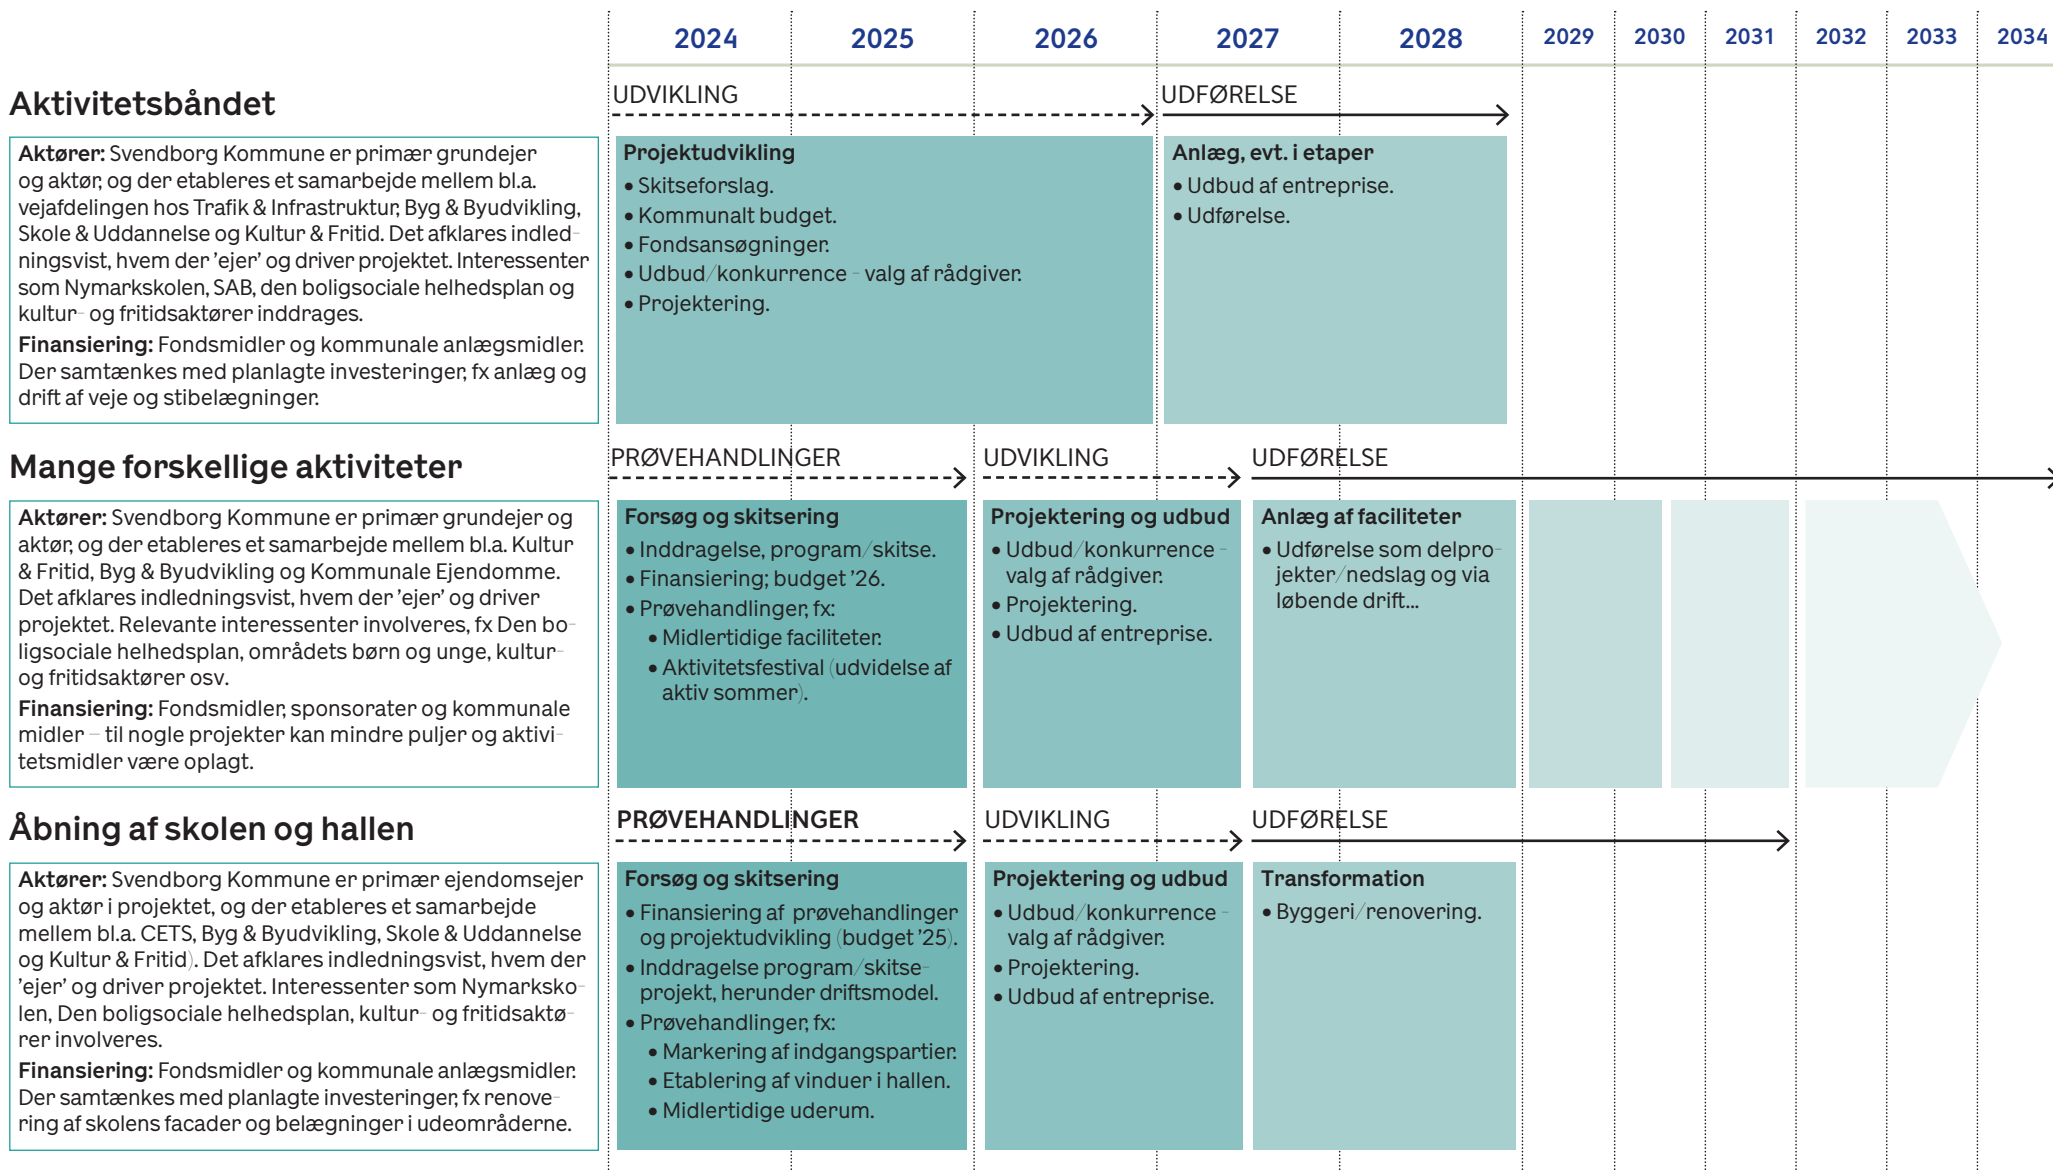 2024 2025 2026 2027 2028 2029 2030 2031 2032 2033 2034
Aktivitetsbåndet
Aktører: Svendborg Kommune er primær grundejer
og aktør, og der etableres et samarbejde mellem bl.a.
vejafdelingen hos Trafik & Infrastruktur, Byg & Byudvikling,
Skole & Uddannelse og Kultur & Fritid. Det afklares indled-
ningsvist, hvem der ’ejer’ og driver projektet. Interessenter
som Nymarkskolen, SAB, den boligsociale helhedsplan og
kultur- og fritidsaktører inddrages.
Finansiering: Fondsmidler og kommunale anlægsmidler.
Der samtænkes med planlagte investeringer, fx anlæg og
drift af veje og stibelægninger.
UDVIKLING
Projektudvikling
• Skitseforslag.
• Kommunalt budget.
• Fondsansøgninger.
• Udbud/konkurrence - valg af rådgiver.
• Projektering.
UDFØRELSE
Anlæg, evt. i etaper
• Udbud af entreprise.
• Udførelse.
Mange forskellige aktiviteter
Aktører: Svendborg Kommune er primær grundejer og
aktør, og der etableres et samarbejde mellem bl.a. Kultur
& Fritid, Byg & Byudvikling og Kommunale Ejendomme.
Det afklares indledningsvist, hvem der ’ejer’ og driver
projektet. Relevante interessenter involveres, fx Den bo-
ligsociale helhedsplan, områdets børn og unge, kultur-
og fritidsaktører osv.
Finansiering: Fondsmidler, sponsorater og kommunale
midler – til nogle projekter kan mindre puljer og aktivi-
tetsmidler være oplagt.
PRØVEHANDLINGER
Forsøg og skitsering
• Inddragelse, program/skitse.
• Finansiering; budget ’26.
• Prøvehandlinger, fx:
• Midlertidige faciliteter.
• Aktivitetsfestival (udvidelse af
aktiv sommer).
UDVIKLING
Projektering og udbud
• Udbud/konkurrence -
valg af rådgiver.
• Projektering.
• Udbud af entreprise.
UDFØRELSE
Anlæg af faciliteter
• Udførelse som delpro-
jekter/nedslag og via
løbende drift...
Åbning af skolen og hallen
Aktører: Svendborg Kommune er primær ejendomsejer
og aktør i projektet, og der etableres et samarbejde
mellem bl.a. CETS, Byg & Byudvikling, Skole & Uddannelse
og Kultur & Fritid). Det afklares indledningsvist, hvem der
’ejer’ og driver projektet. Interessenter som Nymarksko-
len, Den boligsociale helhedsplan, kultur- og fritidsaktø-
rer involveres.
Finansiering: Fondsmidler og kommunale anlægsmidler.
Der samtænkes med planlagte investeringer, fx renove-
ring af skolens facader og belægninger i udeområderne.
PRØVEHANDLINGER
Forsøg og skitsering
• Finansiering af prøvehandlinger
og projektudvikling (budget ’25).
• Inddragelse program/skitse-
projekt, herunder driftsmodel.
• Prøvehandlinger, fx:
• Markering af indgangspartier.
• Etablering af vinduer i hallen.
• Midlertidige uderum.
UDVIKLING
Projektering og udbud
• Udbud/konkurrence -
valg af rådgiver.
• Projektering.
• Udbud af entreprise.
UDFØRELSE
Transformation
• Byggeri/renovering.